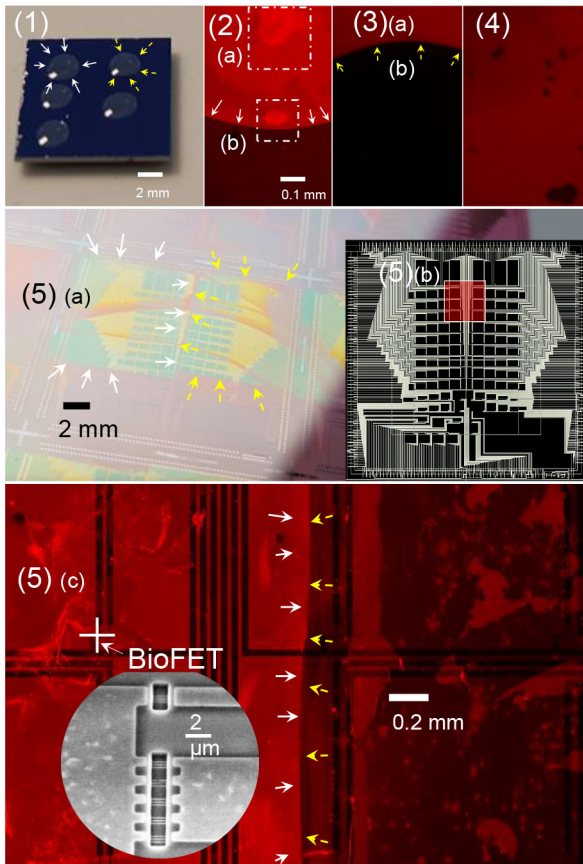 (1)
2 mm
(2)
(a)
(b)
0.1 mm
(3)(a)
(b)
(4)
(5) (a)
2 mm
(5)(b)
(5) (c)
BioFET
2
μm
0.2 mm